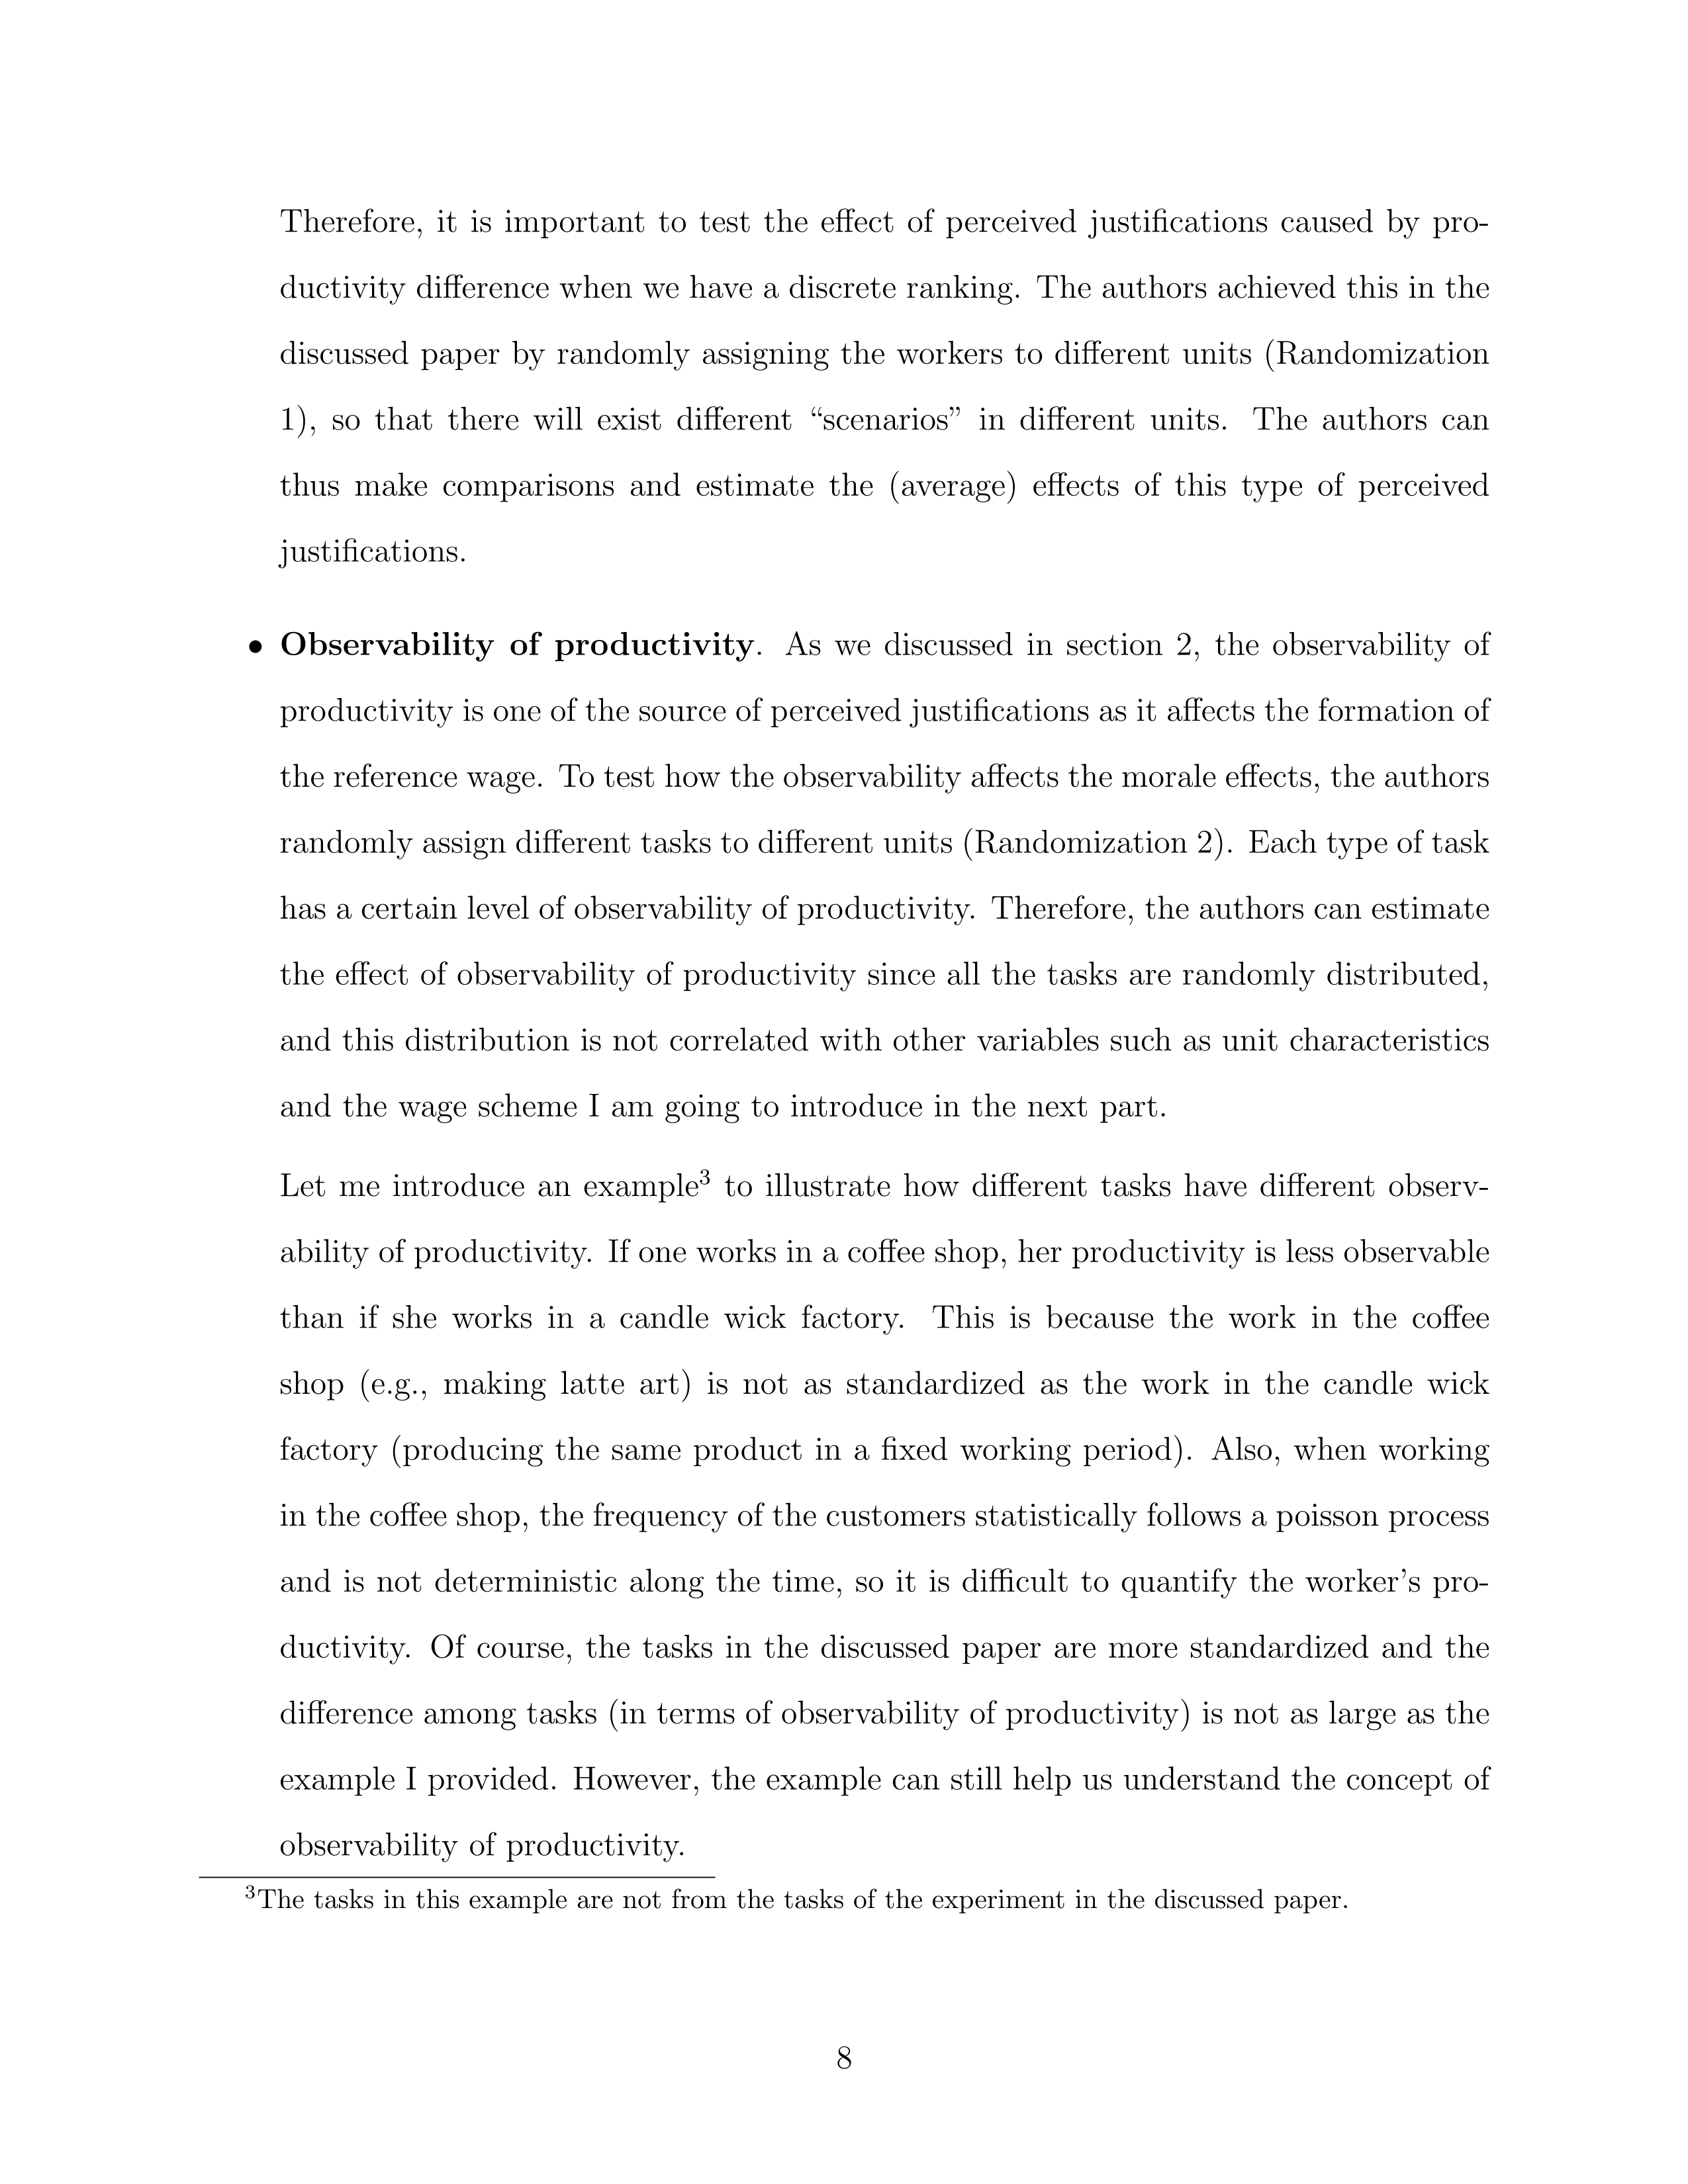 Therefore, it is important to test the effect of perceived justifications caused by pro-
ductivity difference when we have a discrete ranking. The authors achieved this in the
discussed paper by randomly assigning the workers to different units (Randomization
1), so that there will exist different “scenarios” in different units. The authors can
thus make comparisons and estimate the (average) effects of this type of perceived
justifications.
• Observability of productivity. As we discussed in section 2, the observability of
productivity is one of the source of perceived justifications as it affects the formation of
the reference wage. To test how the observability affects the morale effects, the authors
randomly assign different tasks to different units (Randomization 2). Each type of task
has a certain level of observability of productivity. Therefore, the authors can estimate
the effect of observability of productivity since all the tasks are randomly distributed,
and this distribution is not correlated with other variables such as unit characteristics
and the wage scheme I am going to introduce in the next part.
Let me introduce an example³ to illustrate how different tasks have different observ-
ability of productivity. If one works in a coffee shop, her productivity is less observable
than if she works in a candle wick factory. This is because the work in the coffee
shop (e.g., making latte art) is not as standardized as the work in the candle wick
factory (producing the same product in a fixed working period). Also, when working
in the coffee shop, the frequency of the customers statistically follows a poisson process
and is not deterministic along the time, so it is difficult to quantify the worker’s pro-
ductivity. Of course, the tasks in the discussed paper are more standardized and the
difference among tasks (in terms of observability of productivity) is not as large as the
example I provided. However, the example can still help us understand the concept of
observability of productivity.
³The tasks in this example are not from the tasks of the experiment in the discussed paper.
8